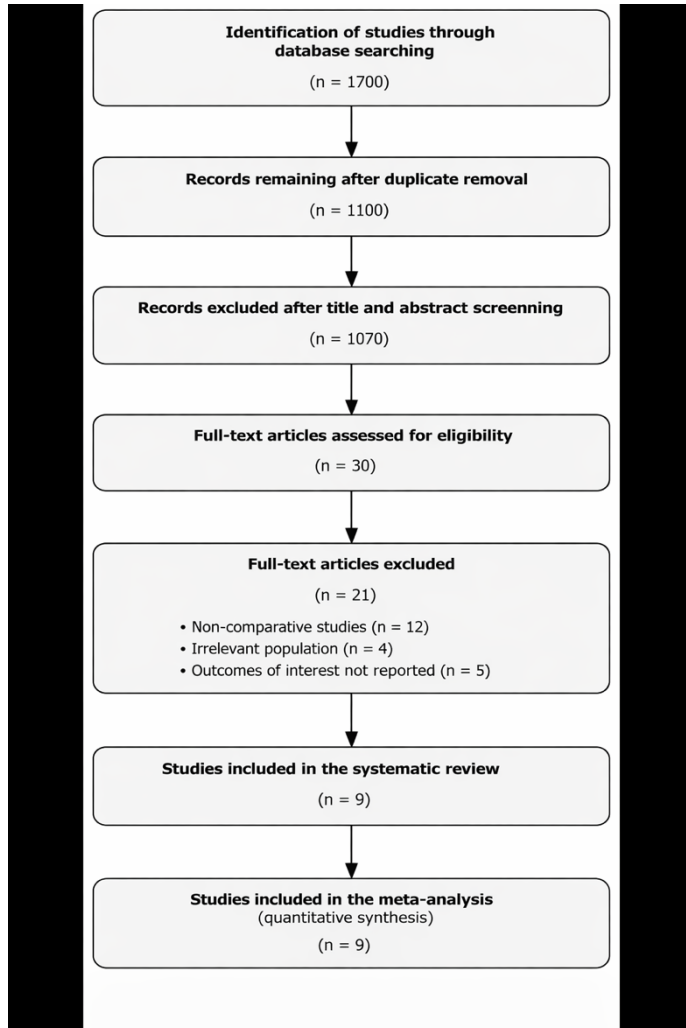 Identification of studies through
database searching
(n = 1700)
Records remaining after duplicate removal
(n = 1100)
Records excluded after title and abstract screenning
(n = 1070)
Full-text articles assessed for eligibility
(n = 30)
Full-text articles excluded
(n = 21)
• Non-comparative studies (n = 12)
• Irrelevant population (n = 4)
• Outcomes of interest not reported (n = 5)
Studies included in the systematic review
(n = 9)
Studies included in the meta-analysis
(quantitative synthesis)
(n = 9)